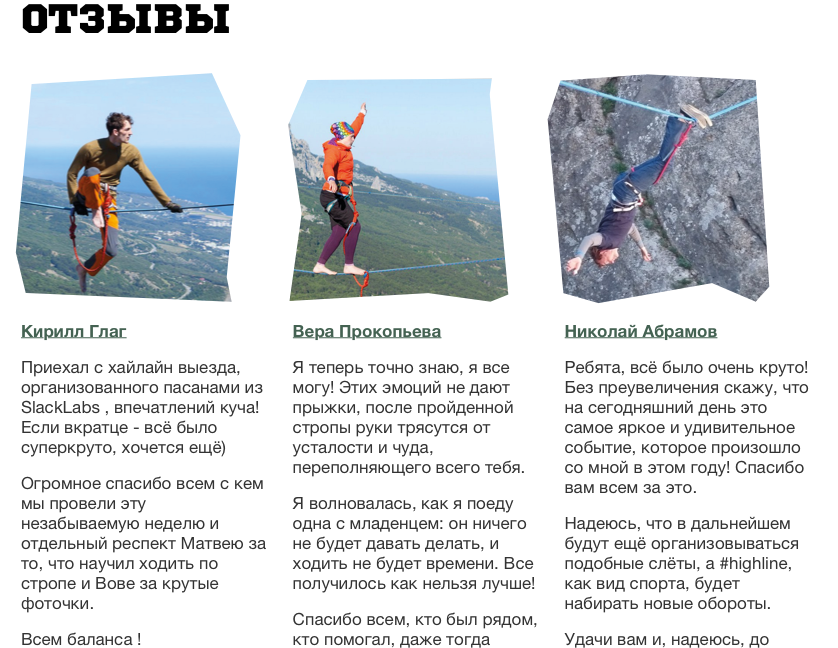 ОТЗЫВЫ
Кирилл Глаг
Приехал с хайлайн выезда,
организованного пасанами из
SlackLabs , впечатлений куча!
Если вкратце - всё было
суперкруто, хочется ещё)
Огромное спасибо всем с кем
мы провели эту
незабываемую неделю и
отдельный респект Матвею за
то, что научил ходить по
стропе и Вове за крутые
фоточки.
Всем баланса !
Вера Прокопьева
Я теперь точно знаю, я все
могу! Этих эмоций не дают
прыжки, после пройденной
стропы руки трясутся от
усталости и чуда,
переполняющего всего тебя.
Я волновалась, как я поеду
одна с младенцем: он ничего
не будет давать делать, и
ходить не будет времени. Все
получилось как нельзя лучше!
Спасибо всем, кто был рядом,
кто помогал, даже тогда
Николай Абрамов
Ребята, всё было очень круто!
Без преувеличения скажу, что
на сегодняшний день это
самое яркое и удивительное
событие, которое произошло
со мной в этом году! Спасибо
вам всем за это.
Надеюсь, что в дальнейшем
будут ещё организовываться
подобные слёты, а #highline,
как вид спорта, будет
набирать новые обороты.
Удачи вам и, надеюсь, до